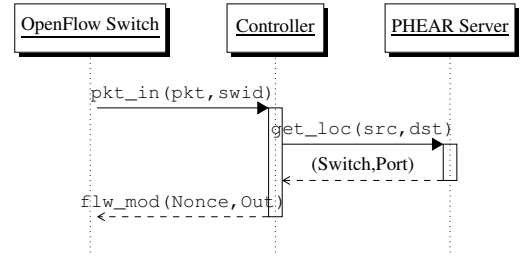 OpenFlow Switch
Controller
PHEAR Server
pkt_in(pkt,swid)
get_loc(src,dst)
(Switch,Port)
flw_mod(Nonce,Out)